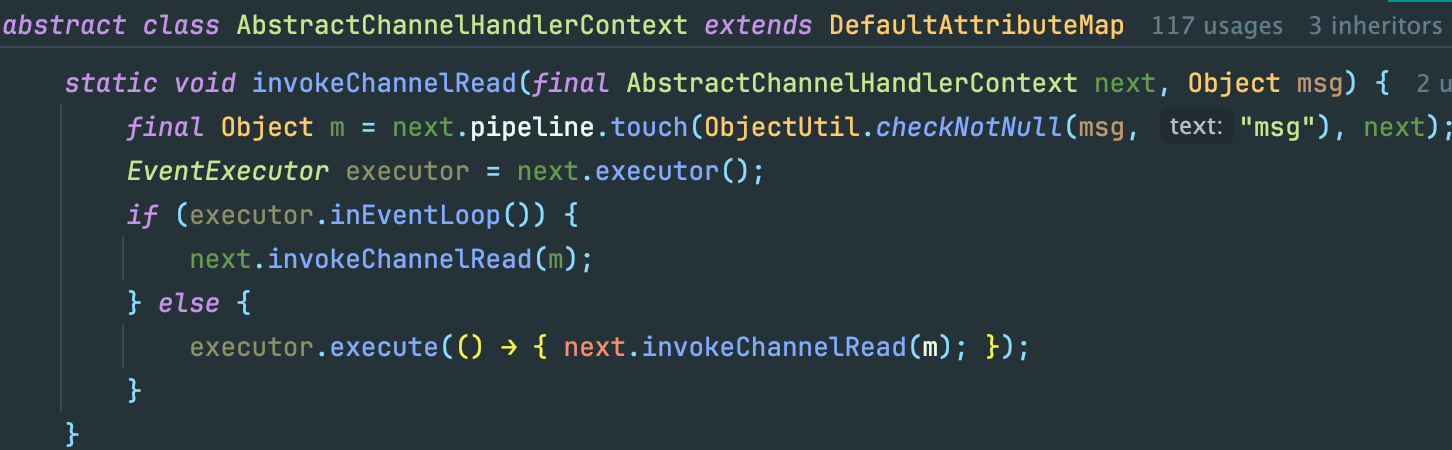 abstract class AbstractChannelHandlerContext extends DefaultAttributeMap 117 usages 3 inheritors
static void invokeChannelRead(final AbstractChannelHandlerContext next, Object msg) { 2 u
final Object m = next.pipeline.touch(ObjectUtil.checkNotNull(msg, text: "msg"), next);
EventExecutor executor = next.executor();
if (executor.inEventLoop()) {
next.invokeChannelRead(m);
} else {
executor.execute(() → { next.invokeChannelRead(m); });
}
}